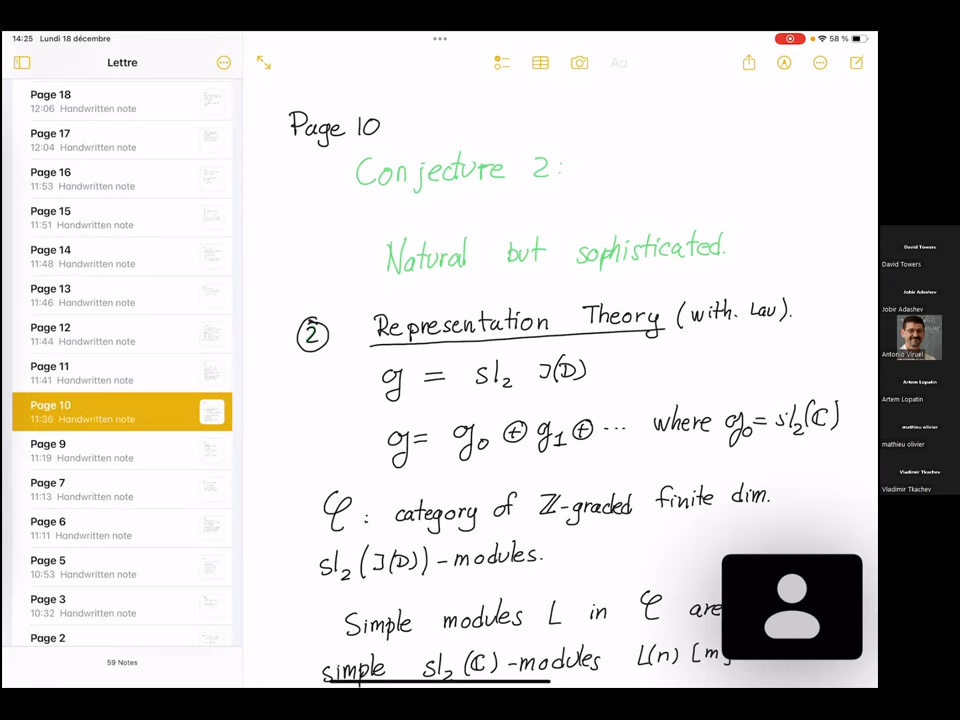 14:25 Lundi 18 décembre
58 %
Lettre
Page 18
12:06 Handwritten note
Page 17
12:04 Handwritten note
Page 16
11:53 Handwritten note
Page 15
11:51 Handwritten note
Page 14
11:48 Handwritten note
Page 13
11:46 Handwritten note
Page 12
11:44 Handwritten note
Page 11
11:41 Handwritten note
Page 10
11:36 Handwritten note
Page 9
11:19 Handwritten note
Page 7
11:13 Handwritten note
Page 6
11:11 Handwritten note
Page 5
10:53 Handwritten note
Page 3
10:32 Handwritten note
Page 2
59 Notes
Aa
Page 10
Conjecture 2:
Natural but sophisticated.
② Representation Theory (with. Lau).
g = sl₂ J(D)
g = g₀ ⊕ g₁ ⊕ ... where g₀ = sl₂(ℂ)
𝒞 : category of ℤ-graded finite dim.
sl₂(J(D)) - modules.
Simple modules L in 𝒞 are
simple sl₂(ℂ) - modules L(n) [m]
David Towers
David Towers
Jobir Adashev
Jobir Adashev
Antonio Viruel
Artem Lopatin
Artem Lopatin
mathieu olivier
mathieu olivier
Vladimir Tkachev
Vladimir Tkachev